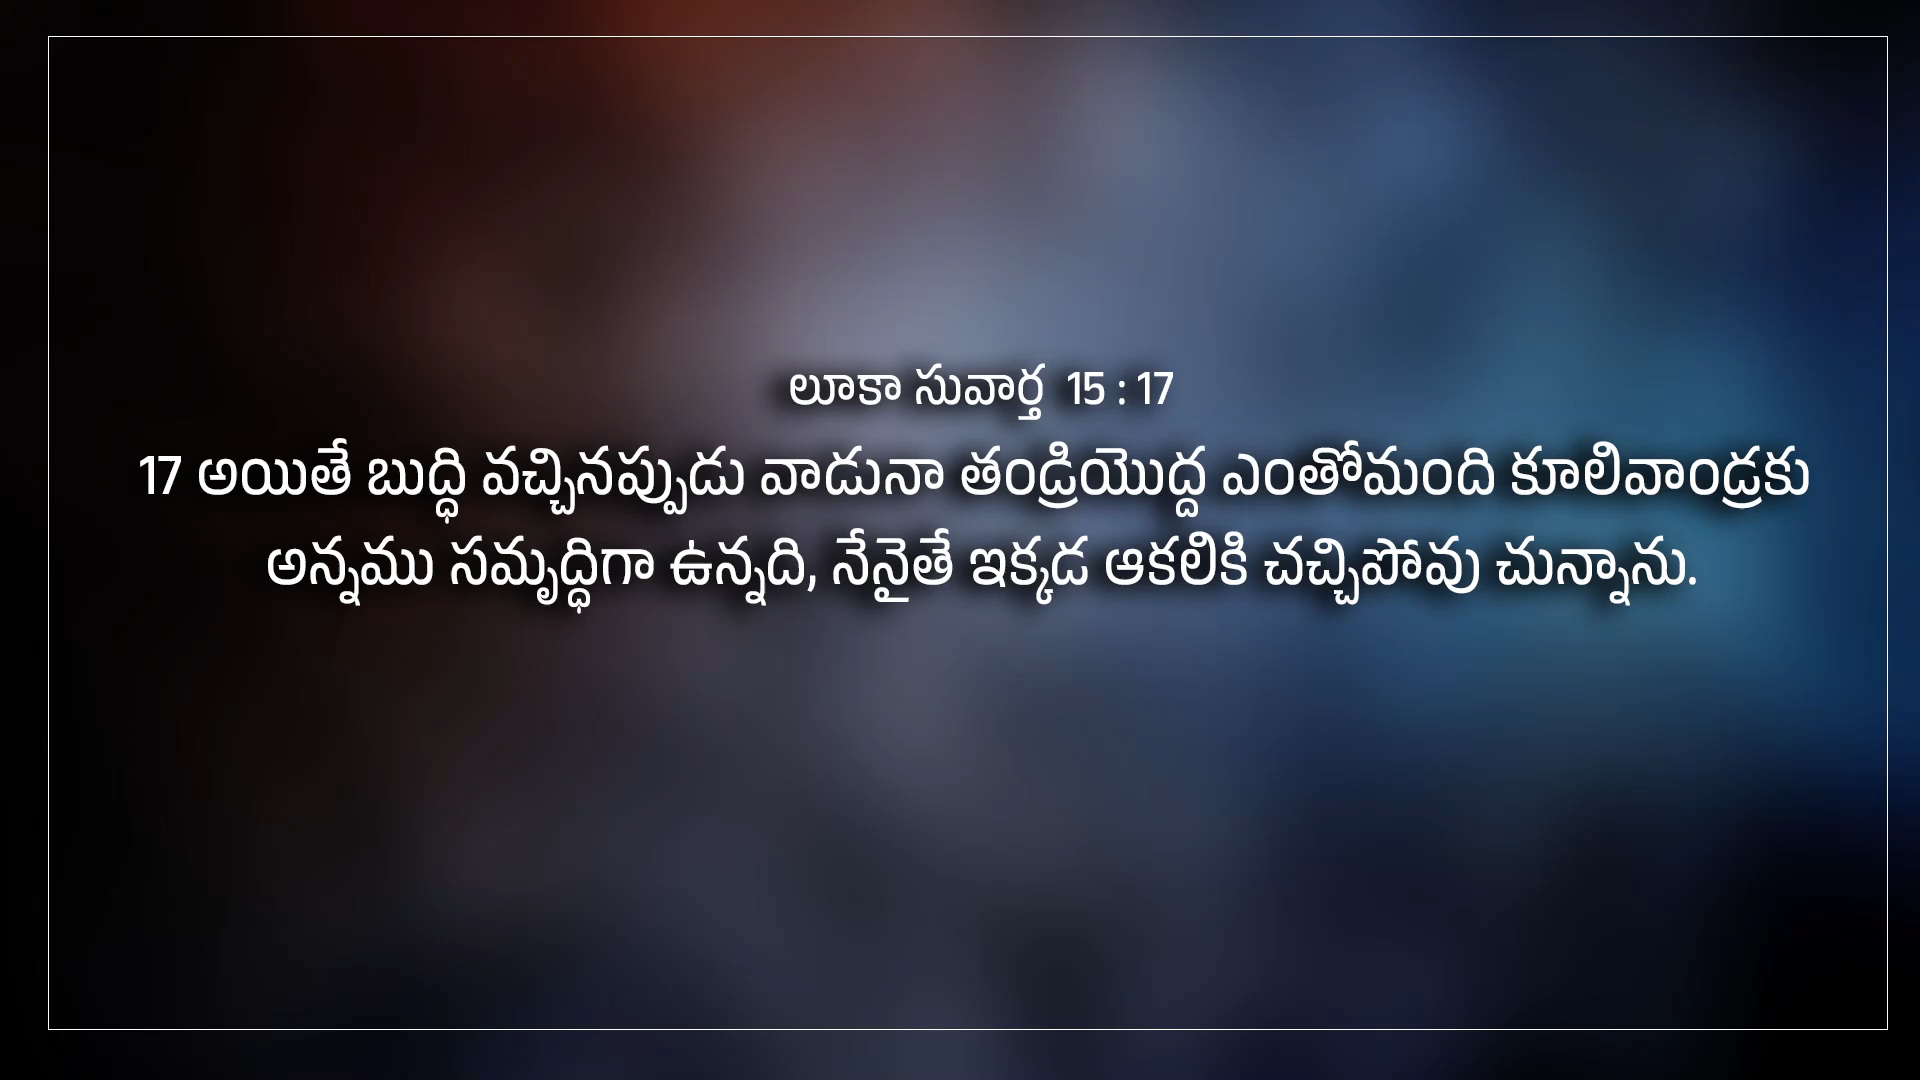 లూకా సువార్త 15 : 17
17 అయితే బుద్ధి వచ్చినప్పుడు వాడునా తండ్రియొద్ద ఎంతోమంది కూలివాండ్రకు
అన్నము సమృద్ధిగా ఉన్నది, నేనైతే ఇక్కడ ఆకలికి చచ్చిపోవు చున్నాను.